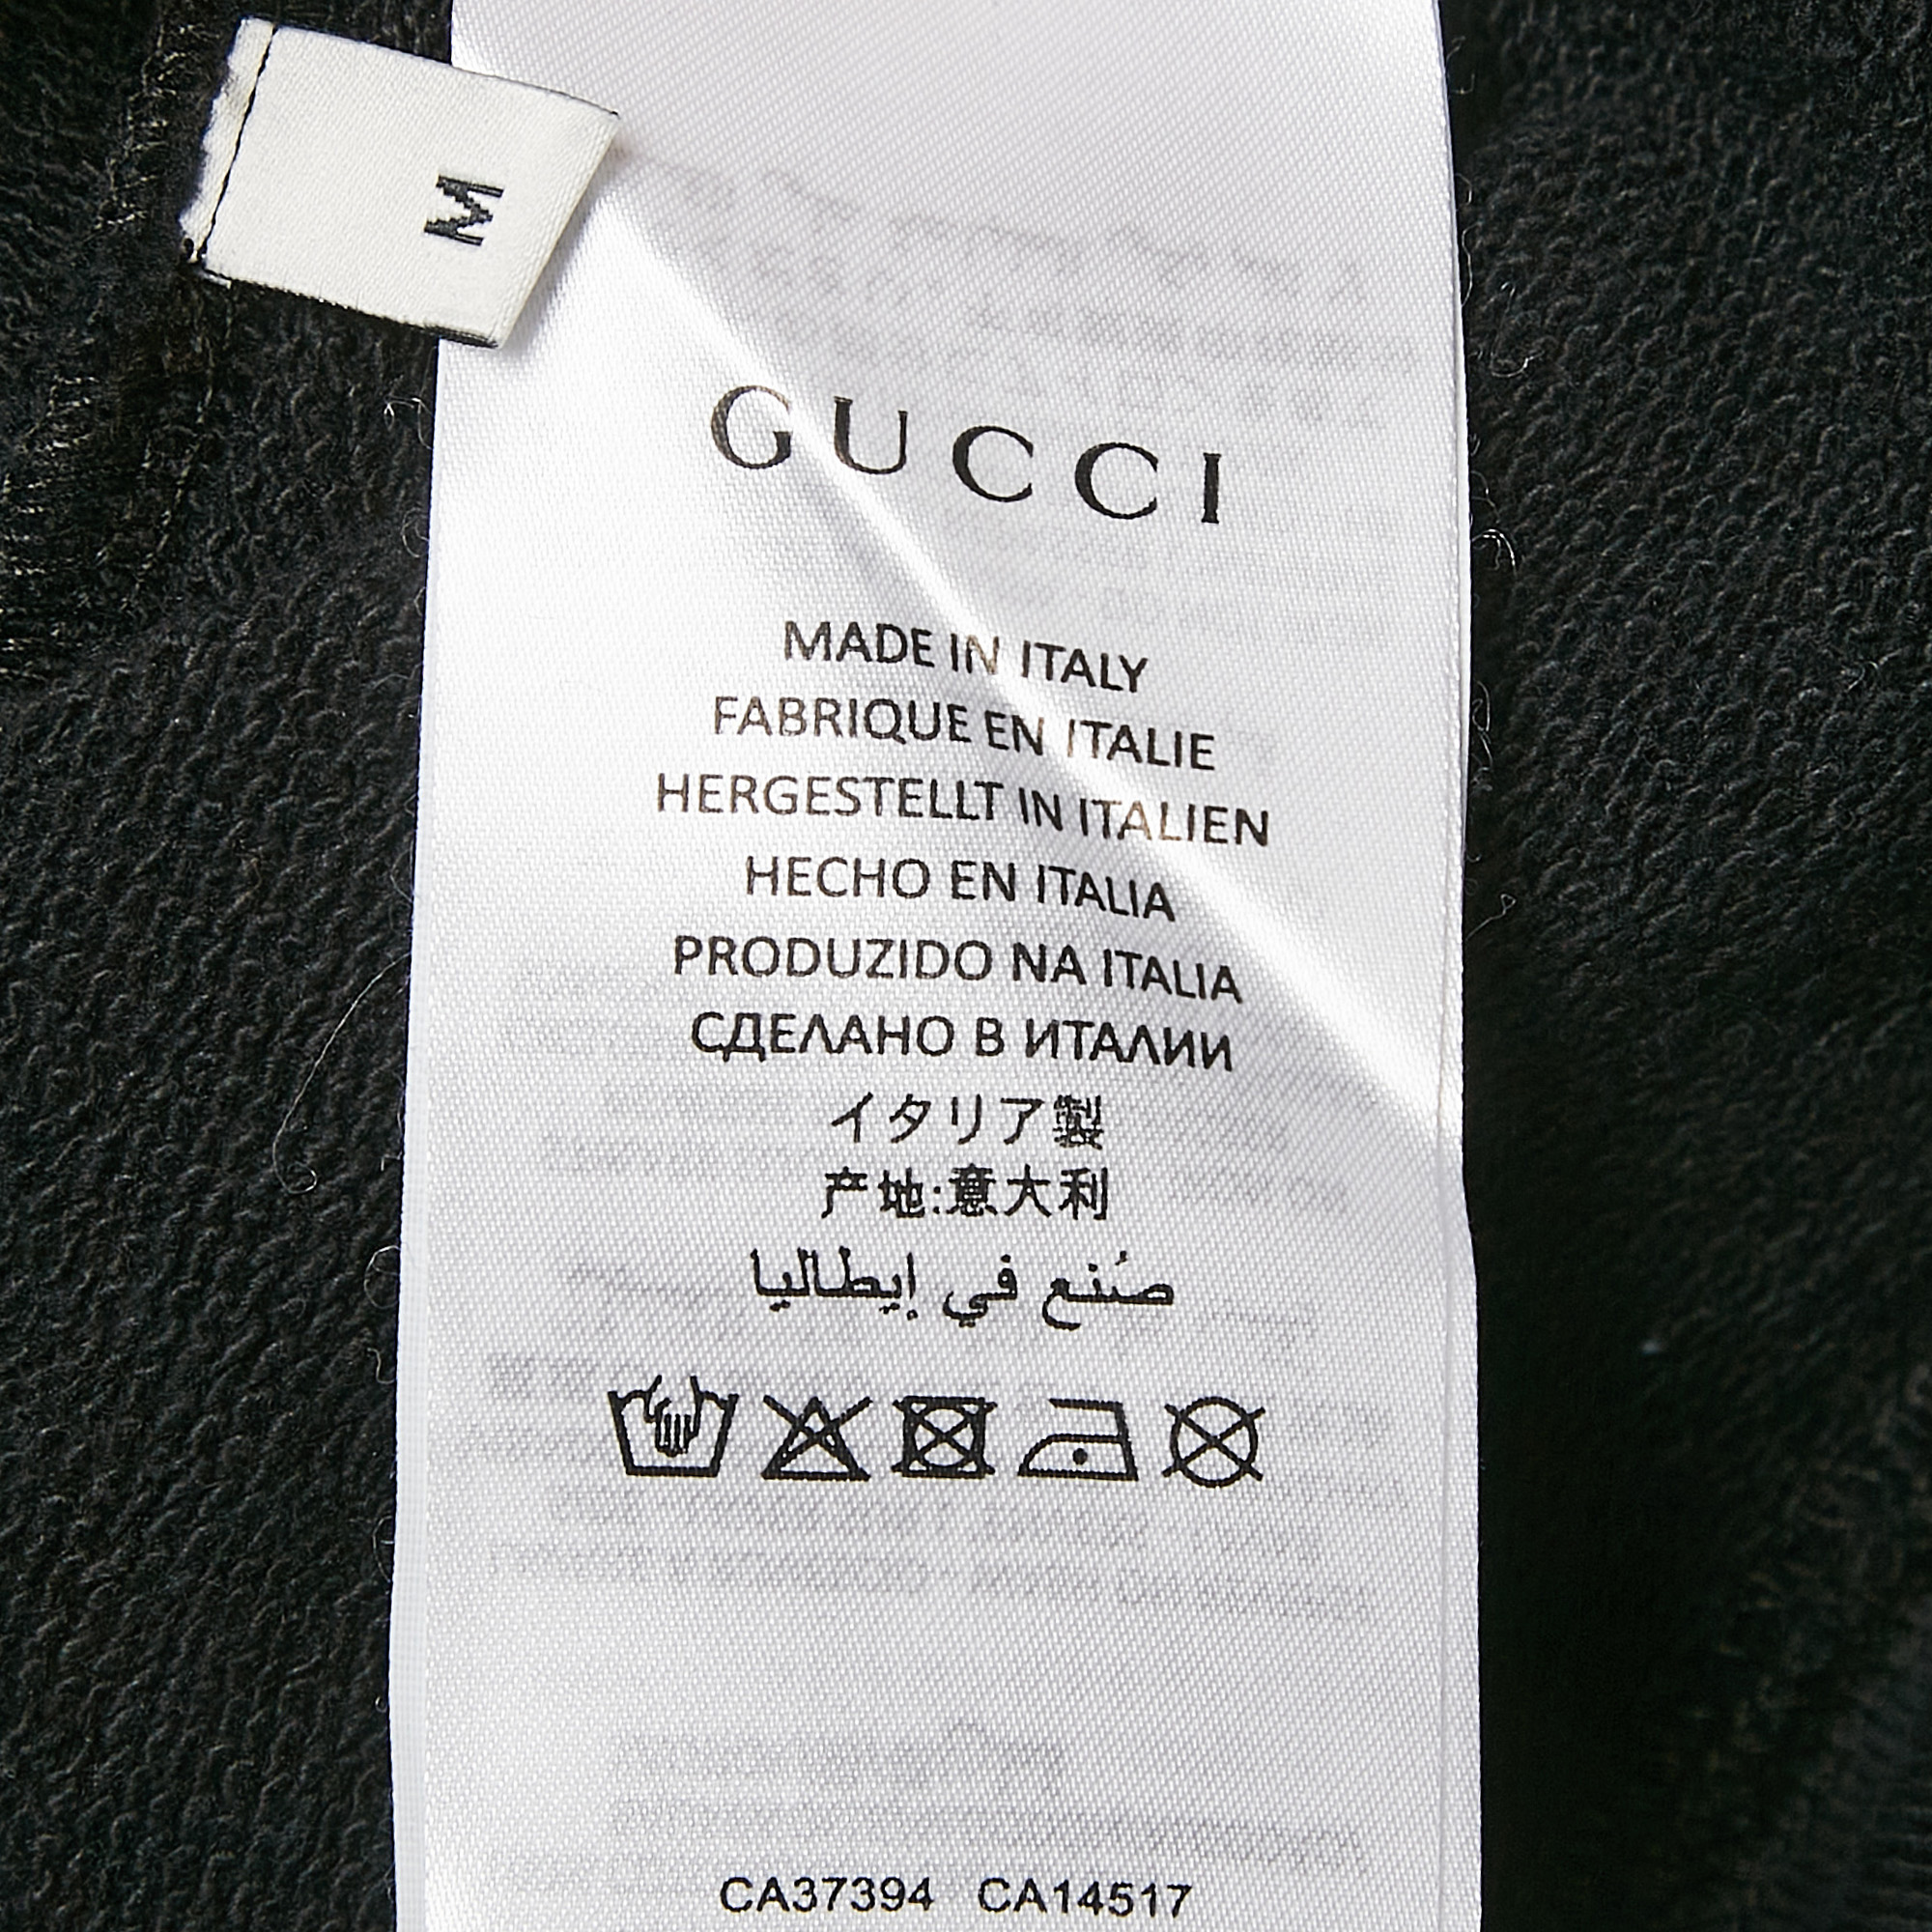 M
GUCCI
MADE IN ITALY
FABRIQUE EN ITALIE
HERGESTELLT IN ITALIEN
HECHO EN ITALIA
PRODUZIDO NA ITALIA
СДЕЛАНО В ИТАЛИИ
イタリア製
产地:意大利
صُنع في إيطاليا
CA37394 CA14517